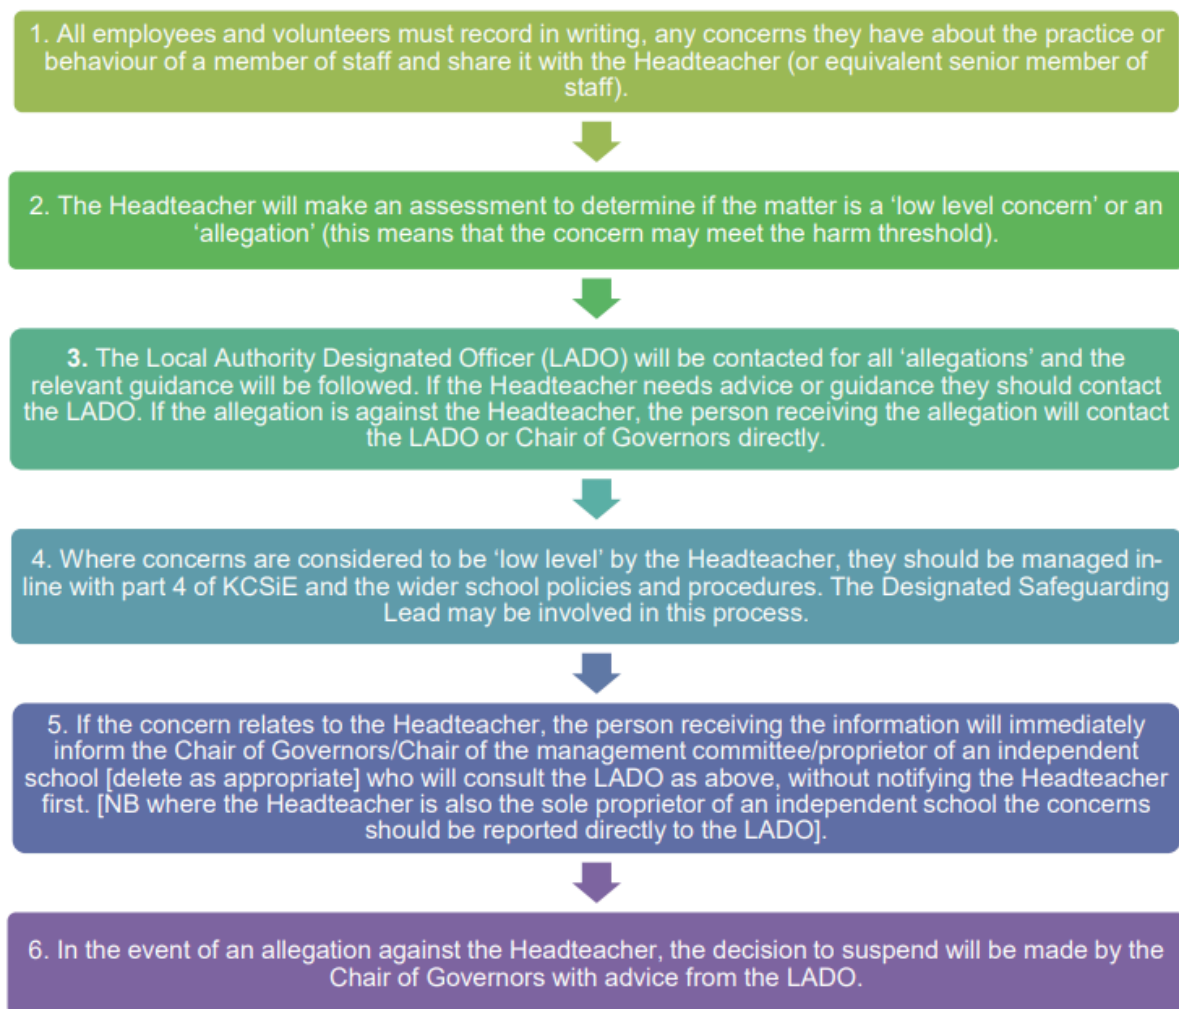 1. All employees and volunteers must record in writing, any concerns they have about the practice or
behaviour of a member of staff and share it with the Headteacher (or equivalent senior member of
staff).
2. The Headteacher will make an assessment to determine if the matter is a ‘low level concern’ or an
‘allegation’ (this means that the concern may meet the harm threshold).
3. The Local Authority Designated Officer (LADO) will be contacted for all ‘allegations’ and the
relevant guidance will be followed. If the Headteacher needs advice or guidance they should contact
the LADO. If the allegation is against the Headteacher, the person receiving the allegation will contact
the LADO or Chair of Governors directly.
4. Where concerns are considered to be ‘low level’ by the Headteacher, they should be managed in-
line with part 4 of KCSiE and the wider school policies and procedures. The Designated Safeguarding
Lead may be involved in this process.
5. If the concern relates to the Headteacher, the person receiving the information will immediately
inform the Chair of Governors/Chair of the management committee/proprietor of an independent
school [delete as appropriate] who will consult the LADO as above, without notifying the Headteacher
first. [NB where the Headteacher is also the sole proprietor of an independent school the concerns
should be reported directly to the LADO].
6. In the event of an allegation against the Headteacher, the decision to suspend will be made by the
Chair of Governors with advice from the LADO.